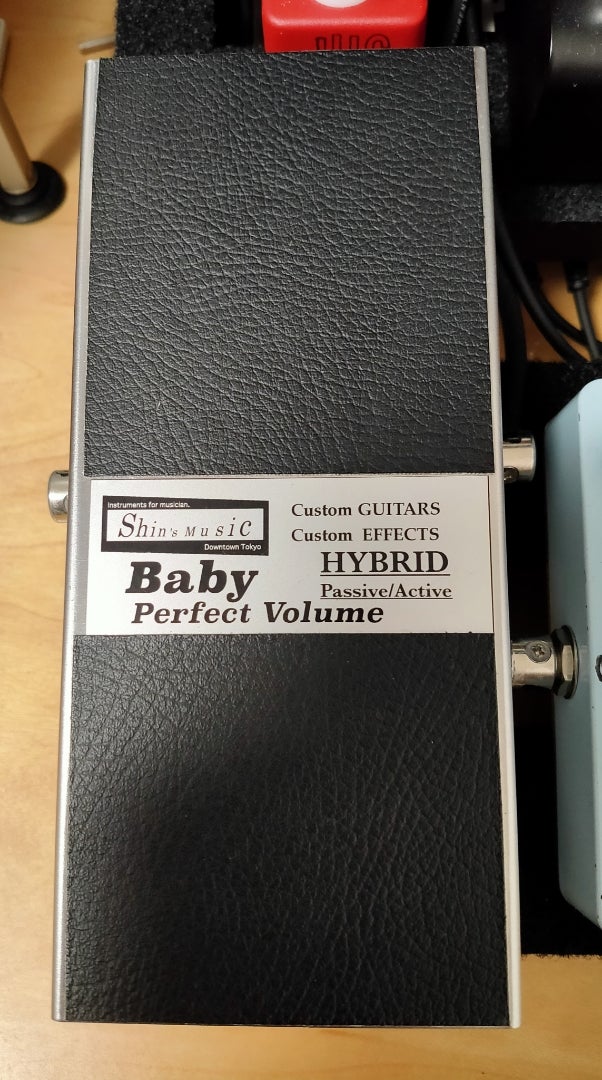 Instruments for musician.
Shin's Music
Downtown Tokyo
Custom GUITARS
Custom EFFECTS
HYBRID
Passive/Active
Baby
Perfect Volume